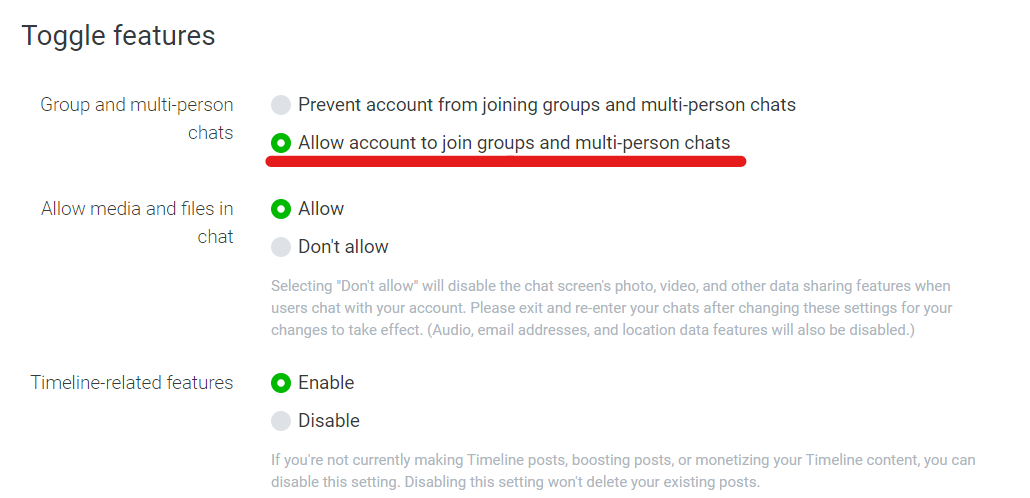 Toggle features
Group and multi-person
chats
Prevent account from joining groups and multi-person chats
Allow account to join groups and multi-person chats
Allow media and files in
chat
Allow
Don't allow
Selecting "Don't allow" will disable the chat screen's photo, video, and other data sharing features when
users chat with your account. Please exit and re-enter your chats after changing these settings for your
changes to take effect. (Audio, email addresses, and location data features will also be disabled.)
Timeline-related features
Enable
Disable
If you're not currently making Timeline posts, boosting posts, or monetizing your Timeline content, you can
disable this setting. Disabling this setting won't delete your existing posts.